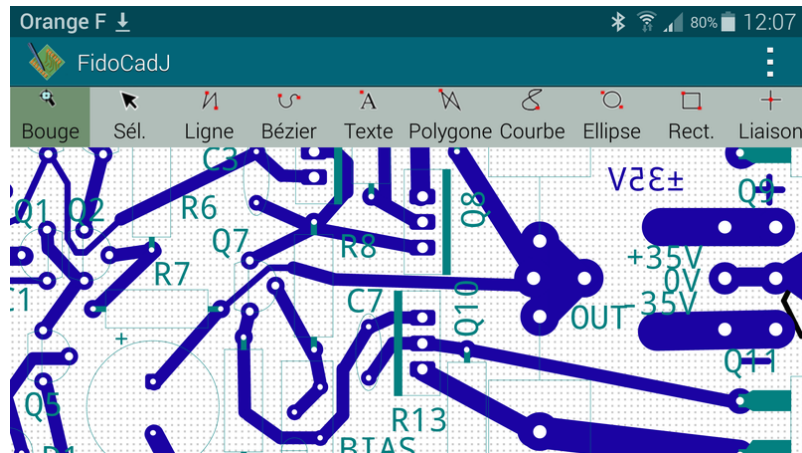 Orange F 80% 12:07
FidoCadJ
Bouge Sél. Ligne Bézier Texte Polygone Courbe Ellipse Rect. Liaison
C3
±35V
Q9
Q1 Q2 R6 Q8
Q7 R8 +35V
R7 0V
C7 Q10 -35V
OUT
Q11
Q5 R13
BIAS